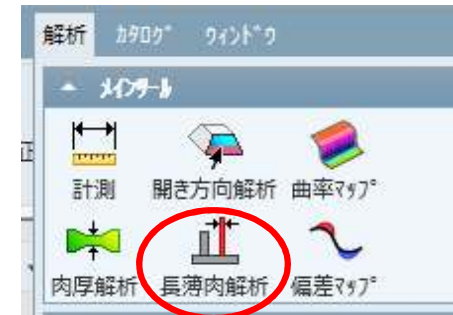 解析 ｶﾀﾛｸﾞ ｳｨﾝﾄﾞｳ
ﾒｲﾝﾂｰﾙ
計測 開き方向解析 曲率ﾏｯﾌﾟ
肉厚解析 長薄肉解析 偏差ﾏｯﾌﾟ